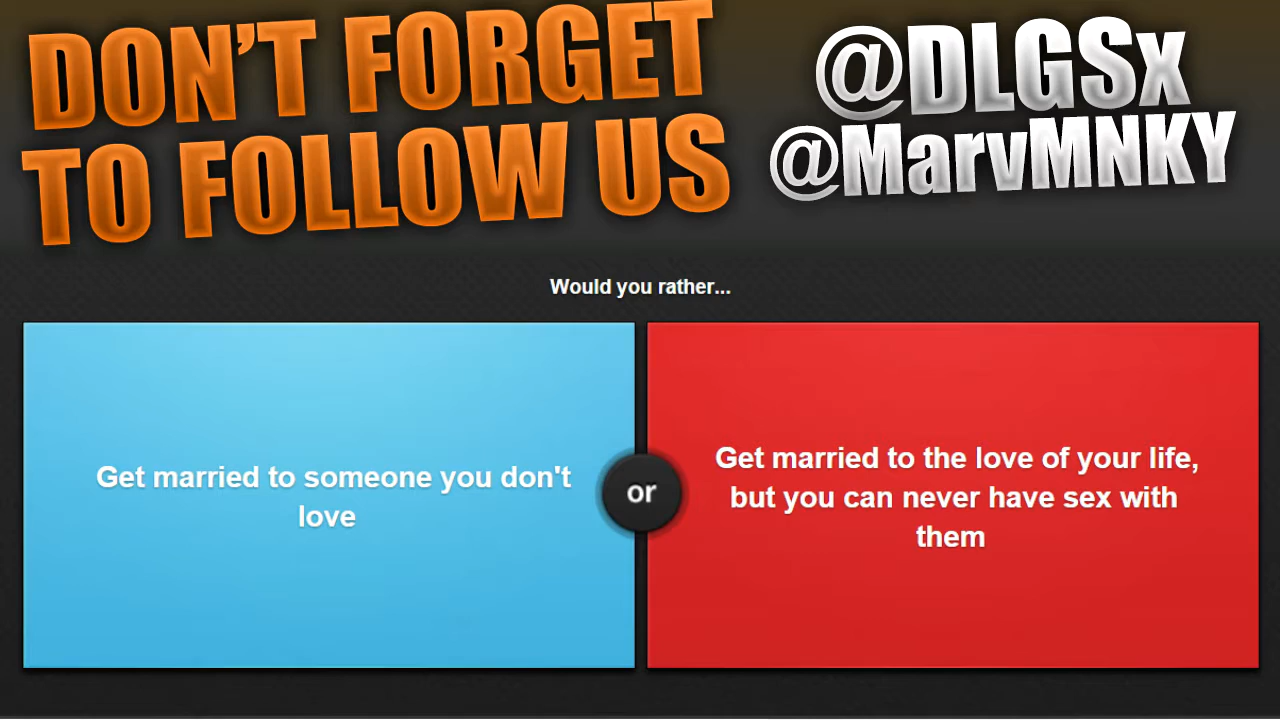 DON'T FORGET
TO FOLLOW US
@DLGSx
@MarvMNKY
Would you rather...
Get married to someone you don't
love
or
Get married to the love of your life,
but you can never have sex with
them